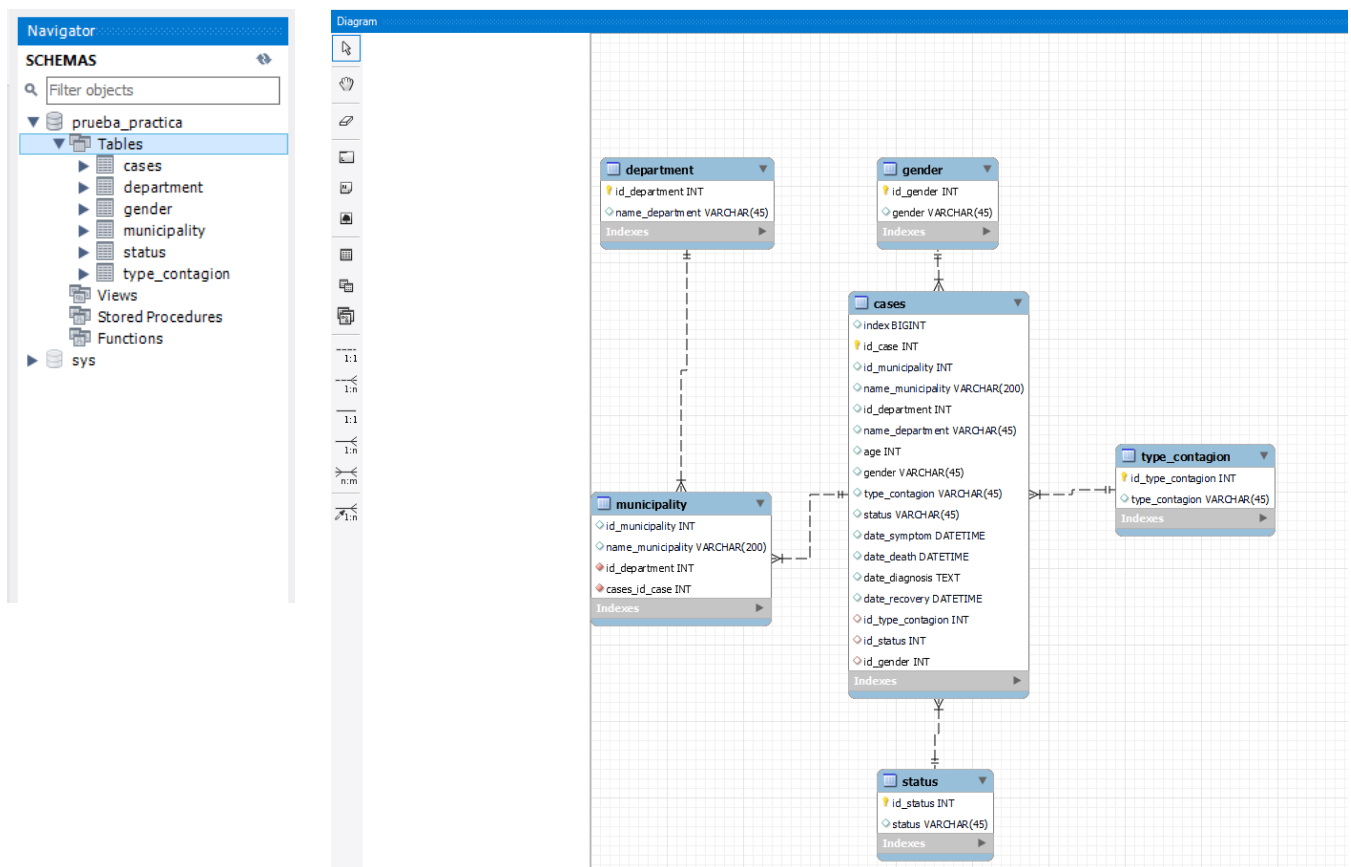 Navigator
SCHEMAS
Filter objects
prueba_practica
Tables
cases
department
gender
municipality
status
type_contagion
Views
Stored Procedures
Functions
sys
Diagram
1:1
1:n
1:1
1:n
n:m
1:n
department
id_department INT
name_department VARCHAR(45)
Indexes
gender
id_gender INT
gender VARCHAR(45)
Indexes
cases
index BIGINT
id_case INT
id_municipality INT
name_municipality VARCHAR(200)
id_department INT
name_department VARCHAR(45)
age INT
gender VARCHAR(45)
type_contagion VARCHAR(45)
status VARCHAR(45)
date_symptom DATETIME
date_death DATETIME
date_diagnosis TEXT
date_recovery DATETIME
id_type_contagion INT
id_status INT
id_gender INT
Indexes
type_contagion
id_type_contagion INT
type_contagion VARCHAR(45)
Indexes
municipality
id_municipality INT
name_municipality VARCHAR(200)
id_department INT
cases_id_case INT
Indexes
status
id_status INT
status VARCHAR(45)
Indexes